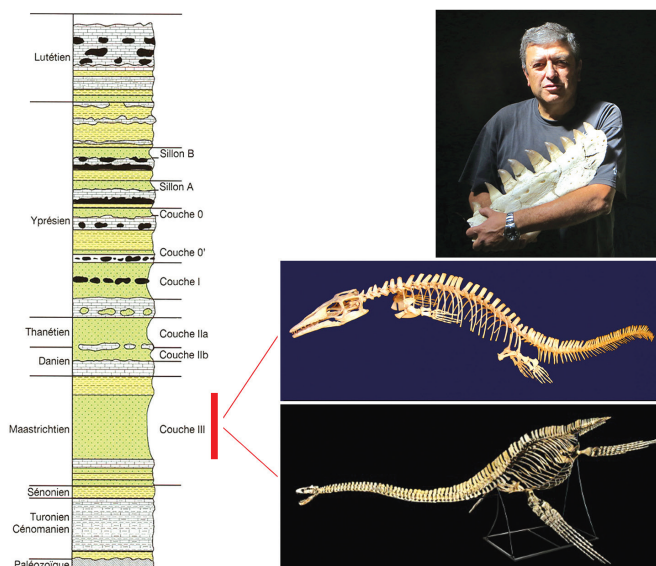 Lutétien
Sillon B
Sillon A
Yprésien
Couche 0
Couche 0'
Couche I
Thanétien
Couche IIa
Couche IIb
Danien
Maastrichtien
Couche III
Sénonien
Turonien
Cénomanien
Paléozoïque